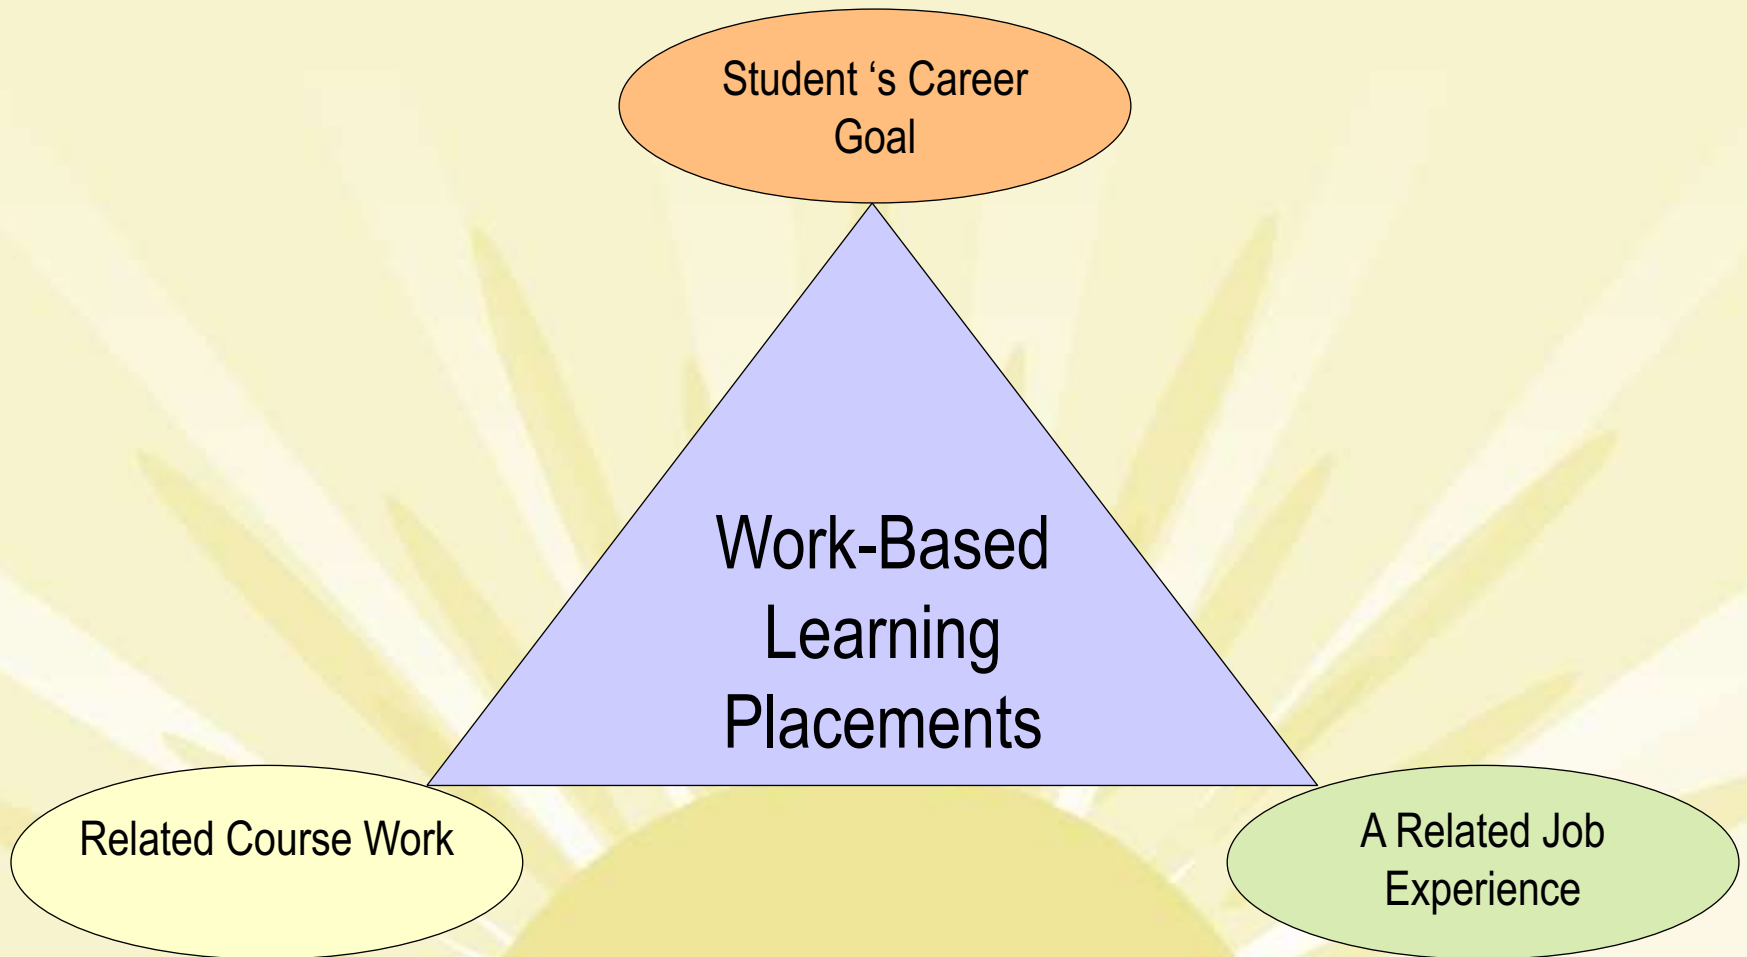 Student ‘s Career
Goal
Work-Based
Learning
Placements
Related Course Work
A Related Job
Experience